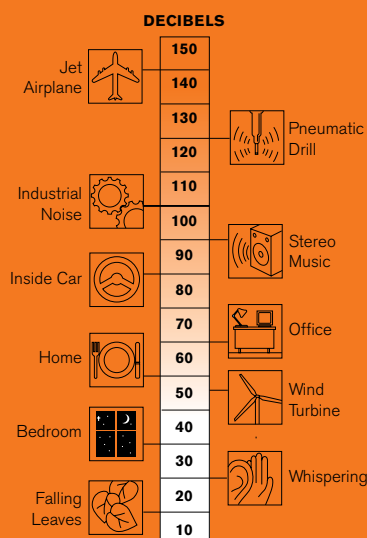 DECIBELS
150
Jet
Airplane
140
130
Pneumatic
Drill
120
110
Industrial
Noise
100
Stereo
Music
90
Inside Car
80
70
Office
60
Home
50
Wind
Turbine
40
Bedroom
30
Whispering
20
Falling
Leaves
10